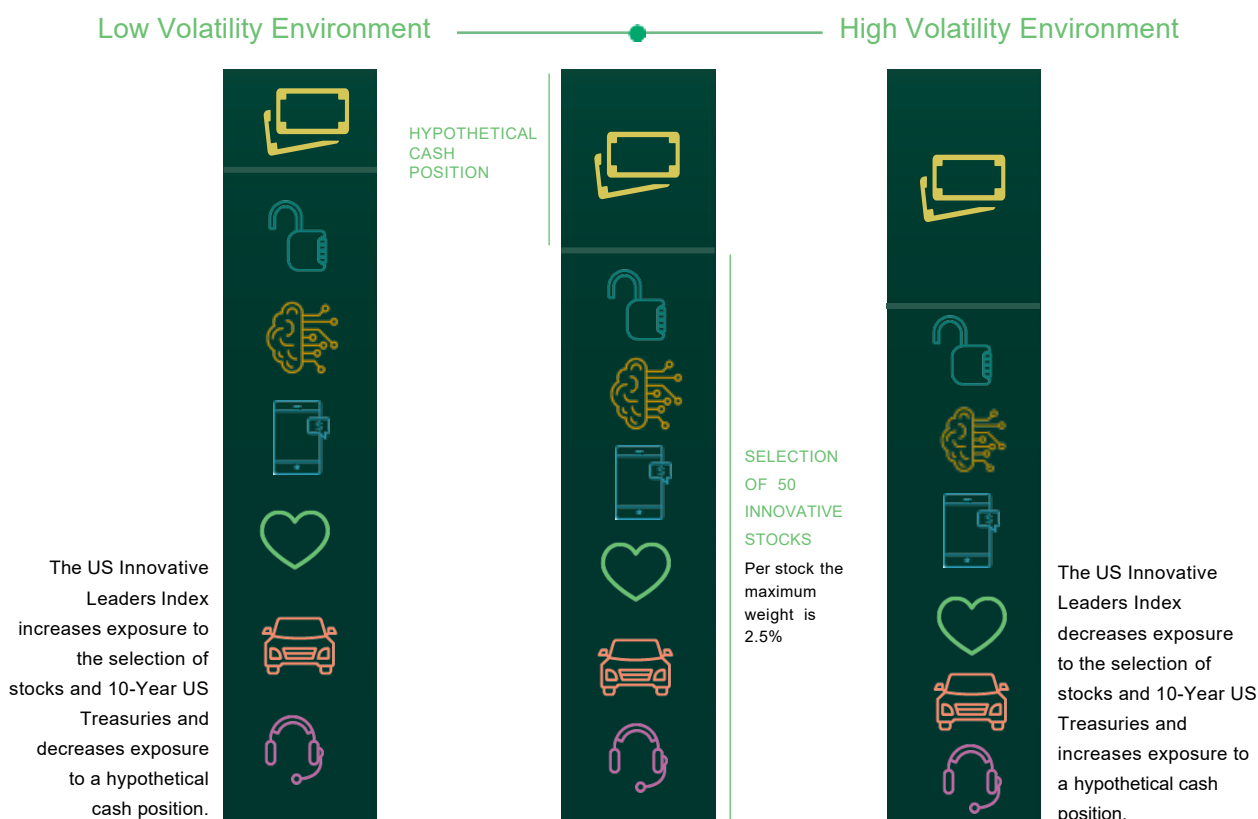 Low Volatility Environment
High Volatility Environment
HYPOTHETICAL
CASH
POSITION
SELECTION
OF 50
INNOVATIVE
STOCKS
Per stock the
maximum
weight is
2.5%
The US Innovative
Leaders Index
increases exposure to
the selection of
stocks and 10-Year US
Treasuries and
decreases exposure
to a hypothetical
cash position.
The US Innovative
Leaders Index
decreases exposure
to the selection of
stocks and 10-Year US
Treasuries and
increases exposure to
a hypothetical cash
position.